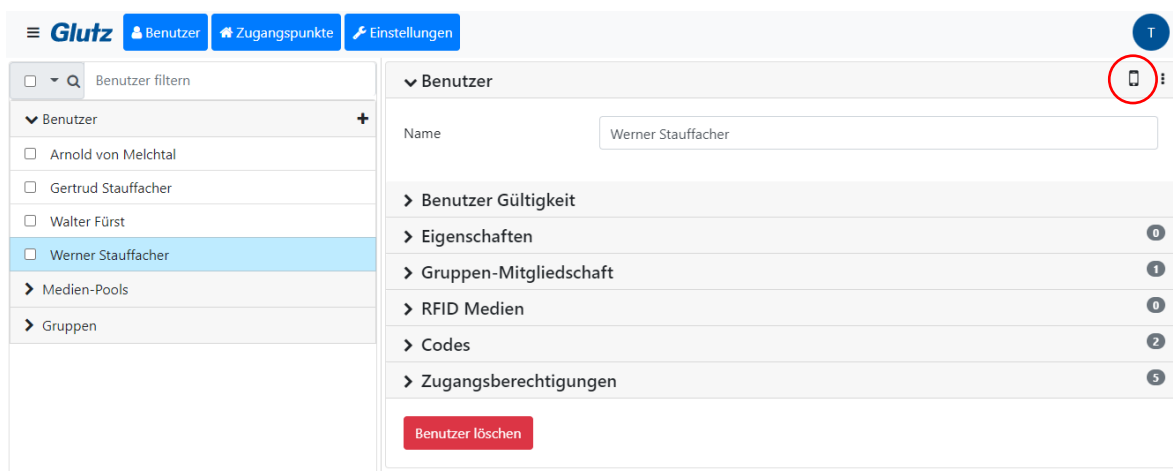 Glutz Benutzer Zugangspunkte Einstellungen T
Benutzer filtern
Benutzer
Arnold von Melchtal
Gertrud Stauffacher
Walter Fürst
Werner Stauffacher
Medien-Pools
Gruppen
Benutzer
Name Werner Stauffacher
Benutzer Gültigkeit
Eigenschaften 0
Gruppen-Mitgliedschaft 1
RFID Medien 0
Codes 2
Zugangsberechtigungen 5
Benutzer löschen